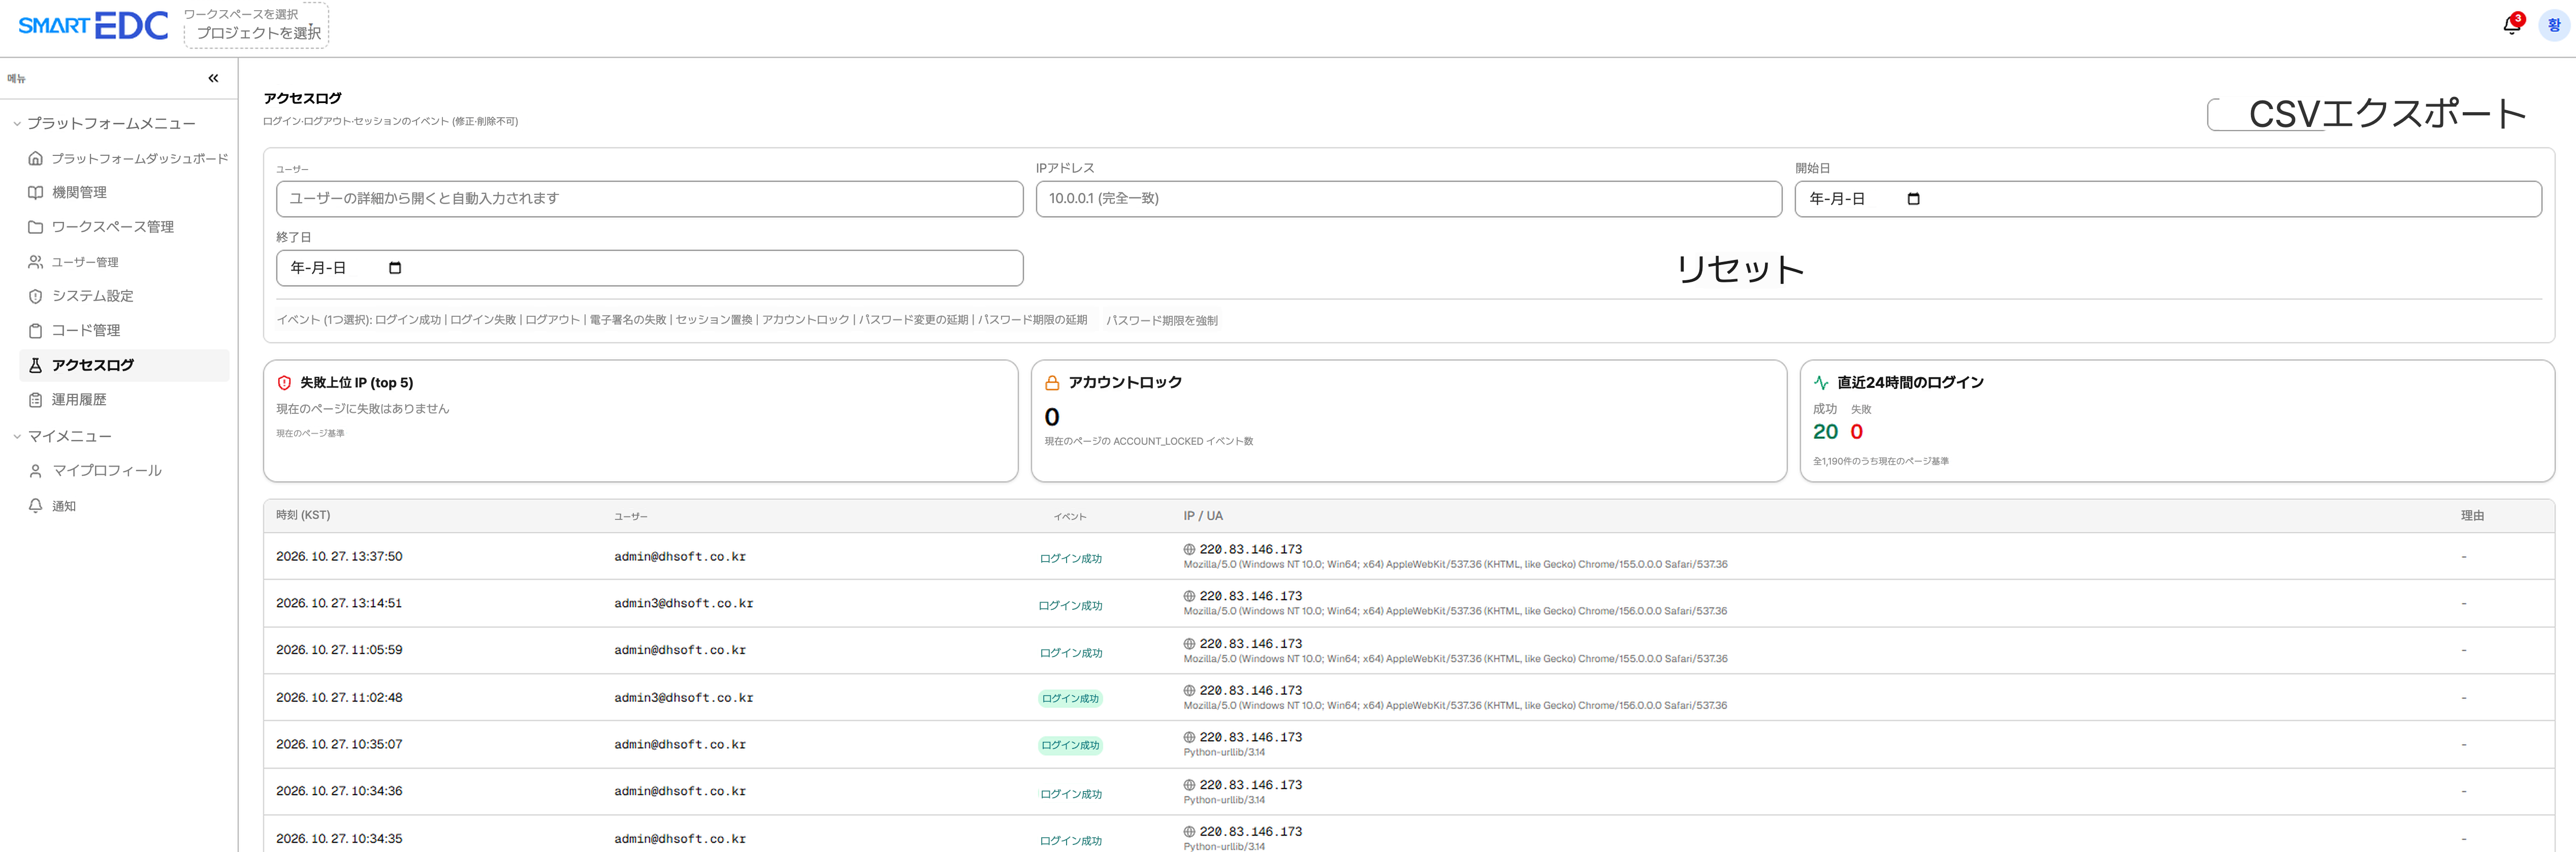 SMART EDC
ワークスペースを選択
プロジェクトを選択
3
황
메뉴
プラットフォームメニュー
プラットフォームダッシュボード
機関管理
ワークスペース管理
ユーザー管理
システム設定
コード管理
アクセスログ
運用履歴
マイメニュー
マイプロフィール
通知
アクセスログ
ログイン·ログアウト·セッションのイベント (修正·削除不可)
CSVエクスポート
ユーザー
ユーザーの詳細から開くと自動入力されます
IPアドレス
10.0.0.1 (完全一致)
開始日
年-月-日
終了日
年-月-日
リセット
イベント (1つ選択): ログイン成功 | ログイン失敗 | ログアウト | 電子署名の失敗 | セッション置換 | アカウントロック | パスワード変更の延期 | パスワード期限の延期 パスワード期限を強制
失敗上位 IP (top 5)
現在のページに失敗はありません
現在のページ基準
アカウントロック
0
現在のページの ACCOUNT_LOCKED イベント数
直近24時間のログイン
成功 失敗
20 0
全1,190件のうち現在のページ基準
時刻 (KST) ユーザー イベント IP / UA 理由
2026. 10. 27. 13:37:50 admin@dhsoft.co.kr ログイン成功 220.83.146.173 -
Mozilla/5.0 (Windows NT 10.0; Win64; x64) AppleWebKit/537.36 (KHTML, like Gecko) Chrome/155.0.0.0 Safari/537.36
2026. 10. 27. 13:14:51 admin3@dhsoft.co.kr ログイン成功 220.83.146.173 -
Mozilla/5.0 (Windows NT 10.0; Win64; x64) AppleWebKit/537.36 (KHTML, like Gecko) Chrome/156.0.0.0 Safari/537.36
2026. 10. 27. 11:05:59 admin@dhsoft.co.kr ログイン成功 220.83.146.173 -
Mozilla/5.0 (Windows NT 10.0; Win64; x64) AppleWebKit/537.36 (KHTML, like Gecko) Chrome/155.0.0.0 Safari/537.36
2026. 10. 27. 11:02:48 admin3@dhsoft.co.kr ログイン成功 220.83.146.173 -
Mozilla/5.0 (Windows NT 10.0; Win64; x64) AppleWebKit/537.36 (KHTML, like Gecko) Chrome/156.0.0.0 Safari/537.36
2026. 10. 27. 10:35:07 admin@dhsoft.co.kr ログイン成功 220.83.146.173 -
Python-urllib/3.14
2026. 10. 27. 10:34:36 admin@dhsoft.co.kr ログイン成功 220.83.146.173 -
Python-urllib/3.14
2026. 10. 27. 10:34:35 admin@dhsoft.co.kr ログイン成功 220.83.146.173 -
Python-urllib/3.14